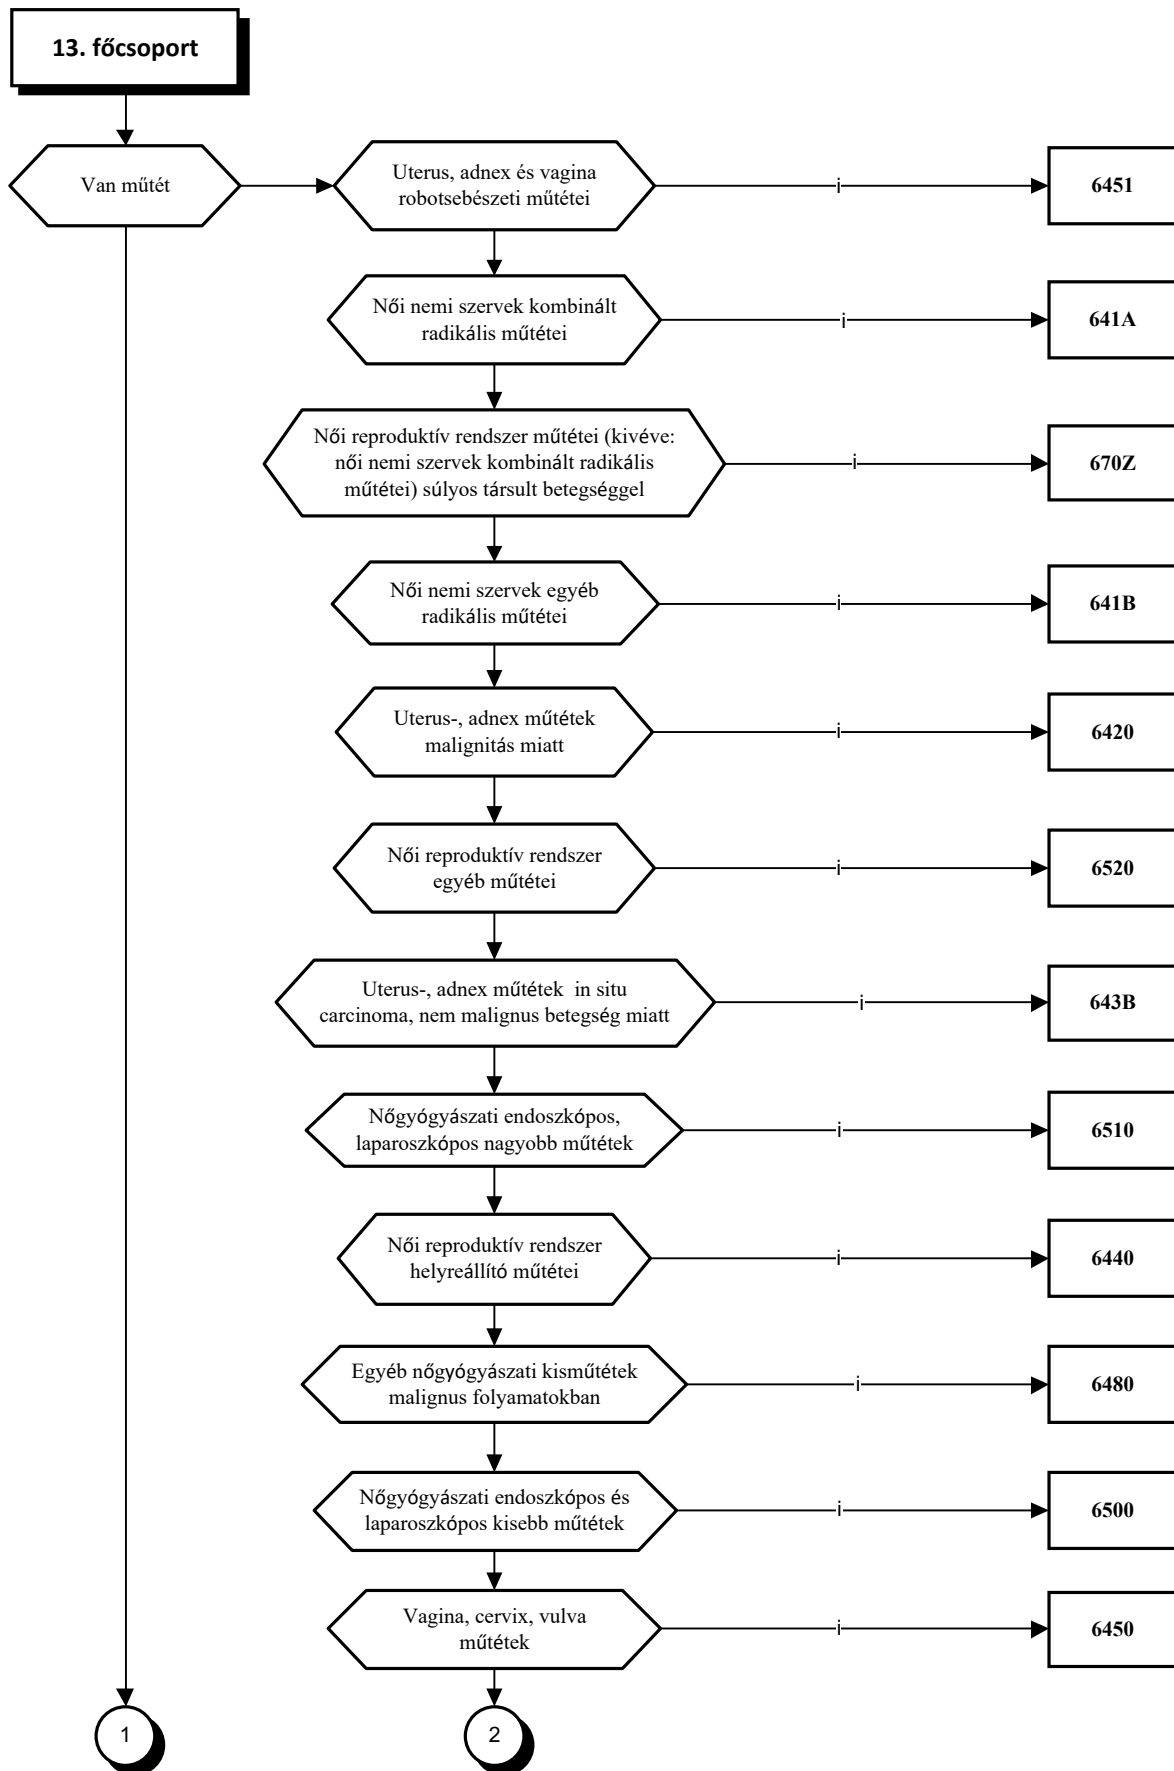 13. főcsoport
Van műtét
Uterus, adnex és vagina
robotsebészeti műtétei
i
6451
Női nemi szervek kombinált
radikális műtétei
i
641A
Női reproduktív rendszer műtétei (kivéve:
női nemi szervek kombinált radikális
műtétei) súlyos társult betegséggel
i
670Z
Női nemi szervek egyéb
radikális műtétei
i
641B
Uterus-, adnex műtétek
malignitás miatt
i
6420
Női reproduktív rendszer
egyéb műtétei
i
6520
Uterus-, adnex műtétek in situ
carcinoma, nem malignus betegség miatt
i
643B
Nőgyógyászati endoszkópos,
laparoszkópos nagyobb műtétek
i
6510
Női reproduktív rendszer
helyreállító műtétei
i
6440
Egyéb nőgyógyászati kisműtétek
malignus folyamatokban
i
6480
Nőgyógyászati endoszkópos és
laparoszkópos kisebb műtétek
i
6500
Vagina, cervix, vulva
műtétek
i
6450
1
2